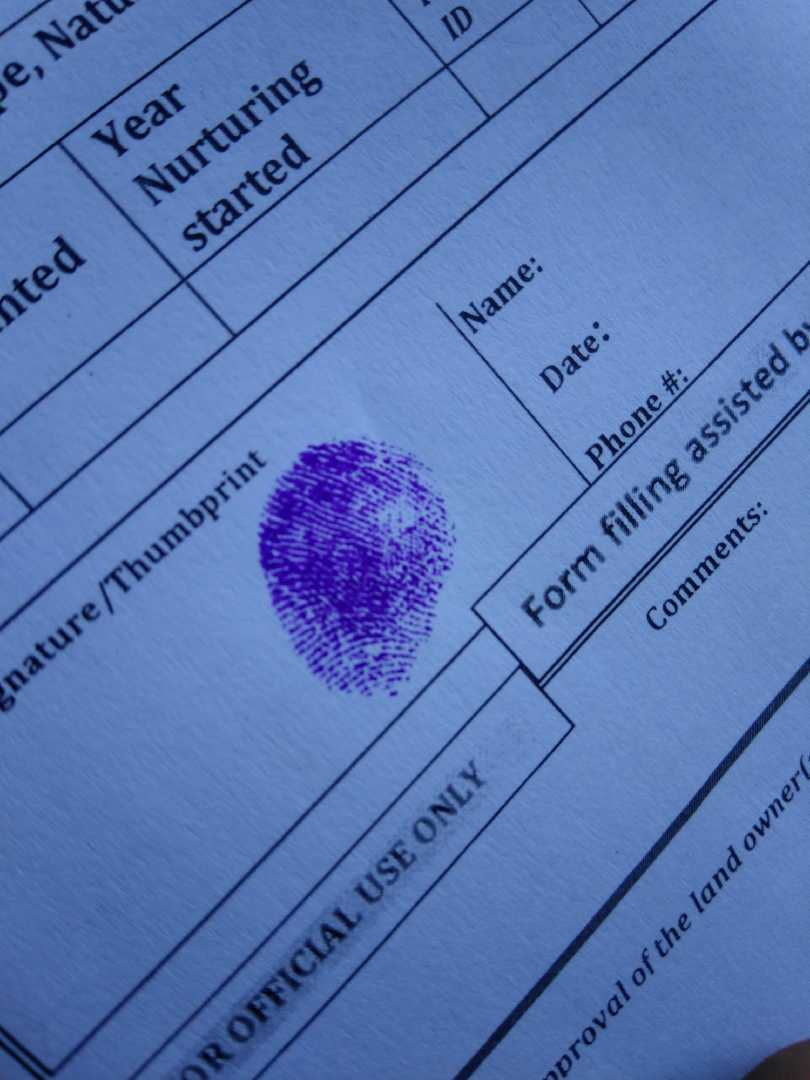 pe, Natu
ID
Year
Nurturing
started
nted
Name:
Date:
Phone #:
gnature/Thumbprint
Form filling assisted by
Comments:
OR OFFICIAL USE ONLY
pproval of the land owner(